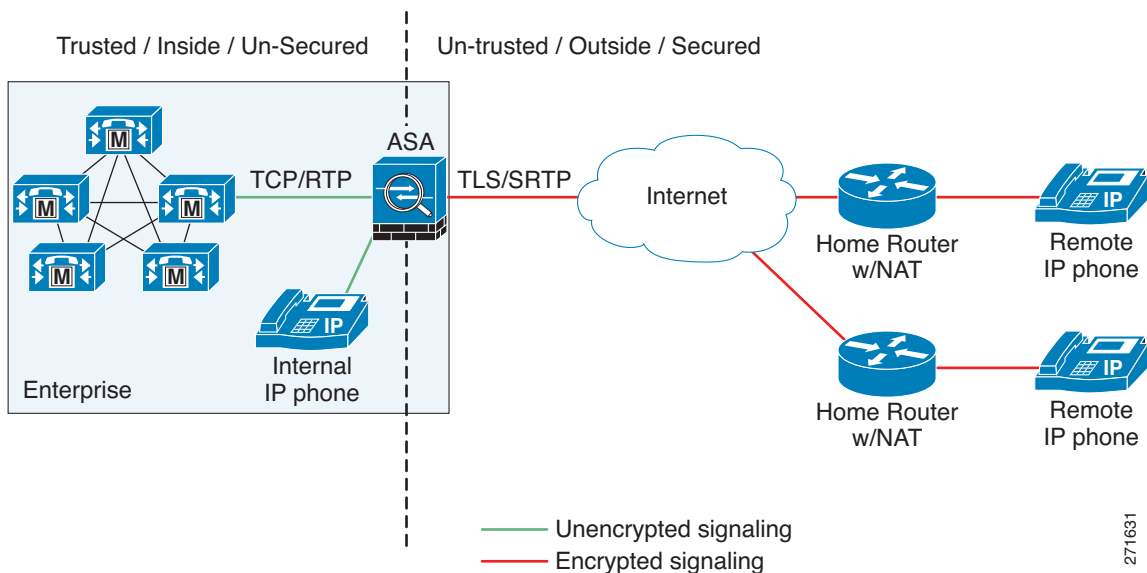 Trusted / Inside / Un-Secured
Un-trusted / Outside / Secured
M
M
M
M
M
TCP/RTP
ASA
TLS/SRTP
Internet
IP
Internal
IP phone
Enterprise
Home Router
w/NAT
IP
Remote
IP phone
Home Router
w/NAT
IP
Remote
IP phone
Unencrypted signaling
Encrypted signaling
271631